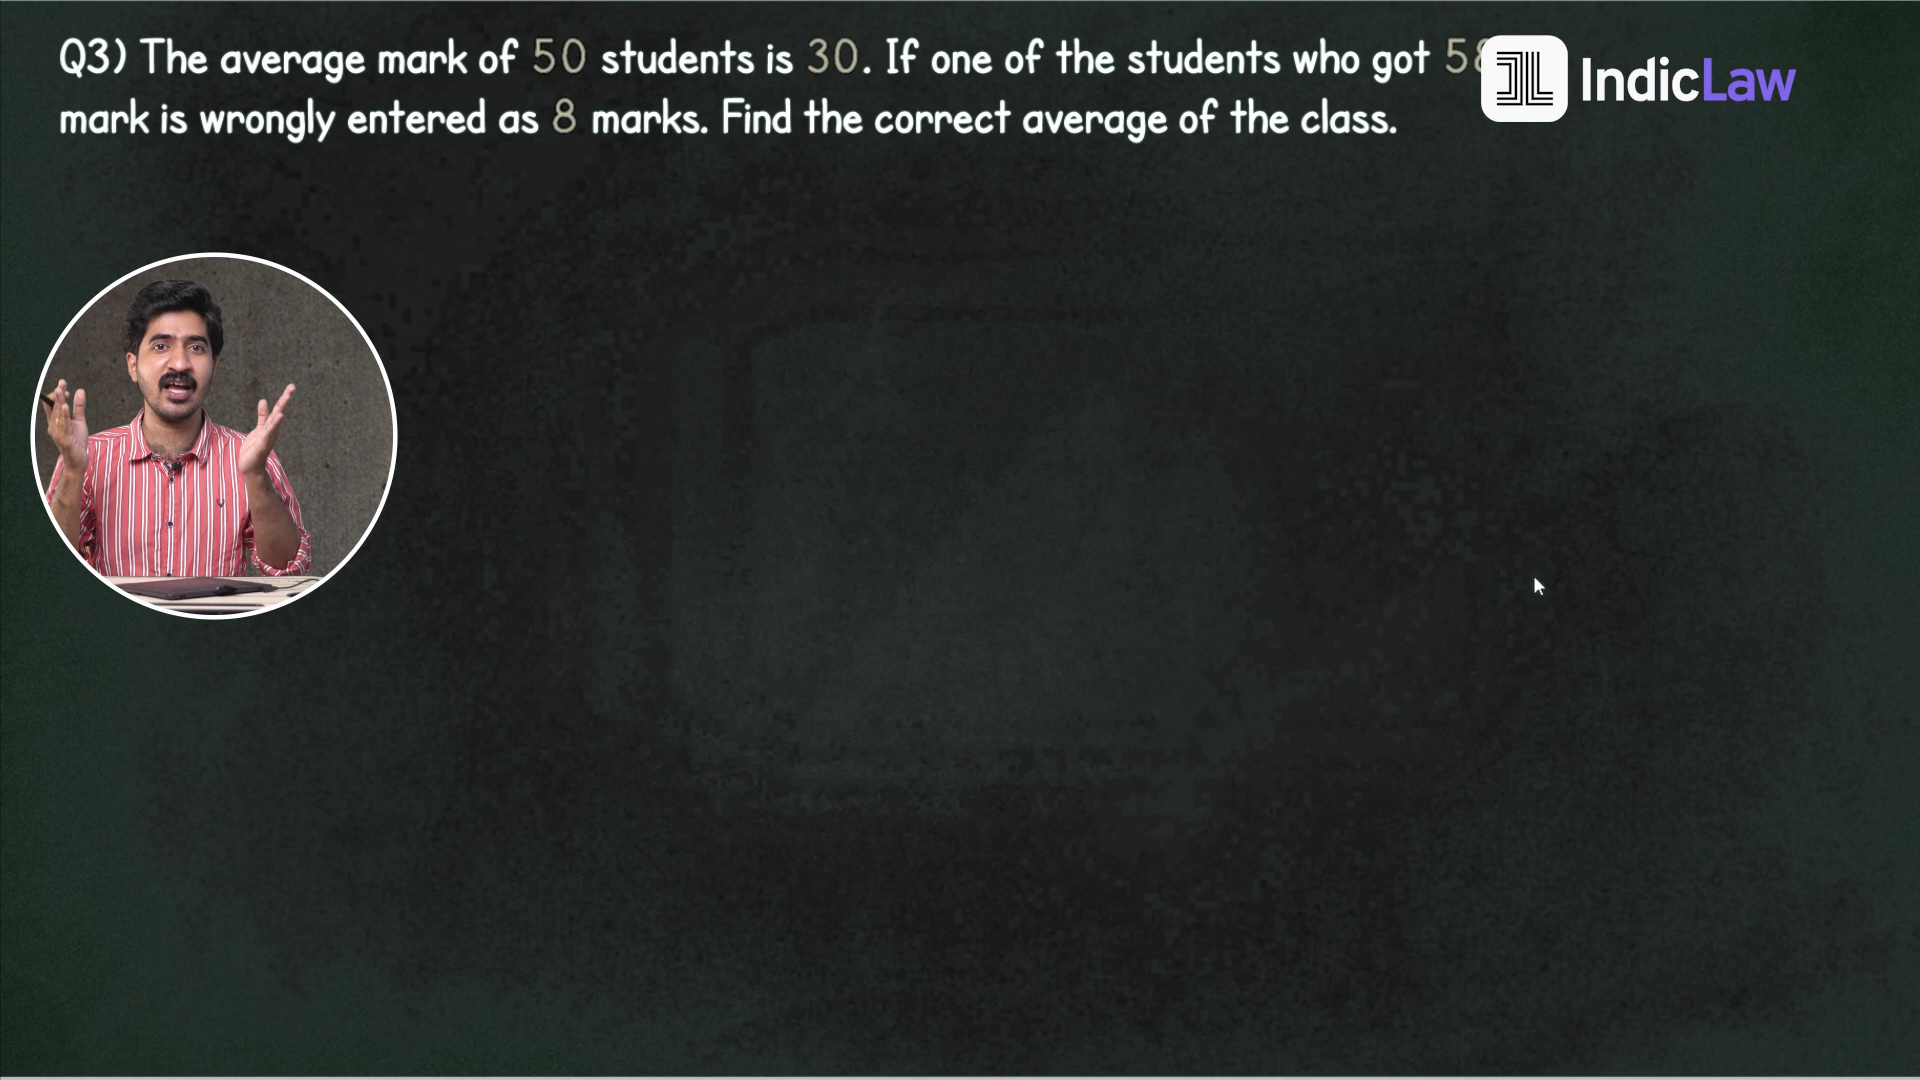 Q3) The average mark of 50 students is 30. If one of the students who got 58
mark is wrongly entered as 8 marks. Find the correct average of the class.
IndicLaw